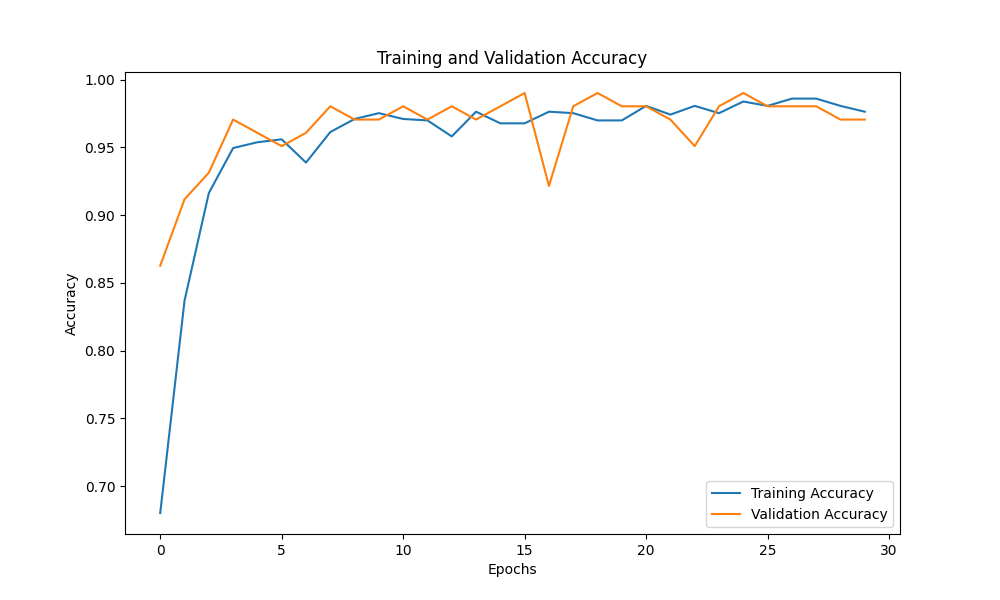 Training and Validation Accuracy
1.00
0.95
0.90
0.85
0.80
0.75
0.70
Accuracy
0 5 10 15 20 25 30
Epochs
Training Accuracy
Validation Accuracy